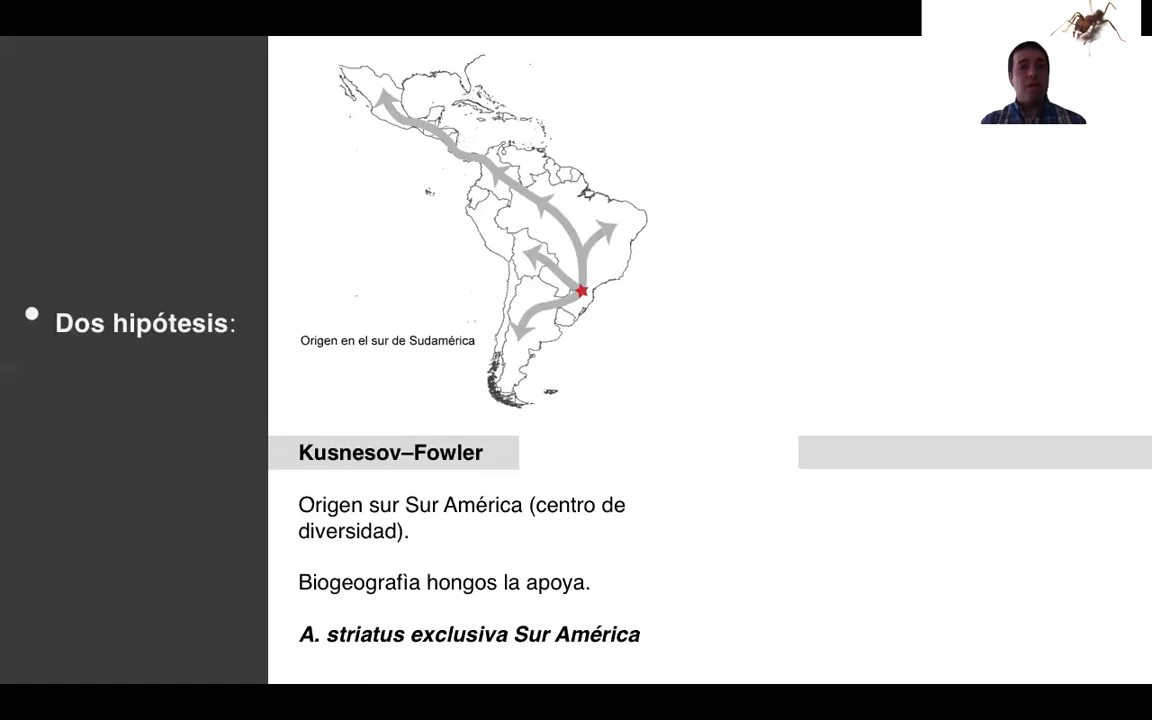 Dos hipótesis:
Origen en el sur de Sudamérica
Kusnesov–Fowler
Origen sur Sur América (centro de
diversidad).
Biogeografìa hongos la apoya.
A. striatus exclusiva Sur América